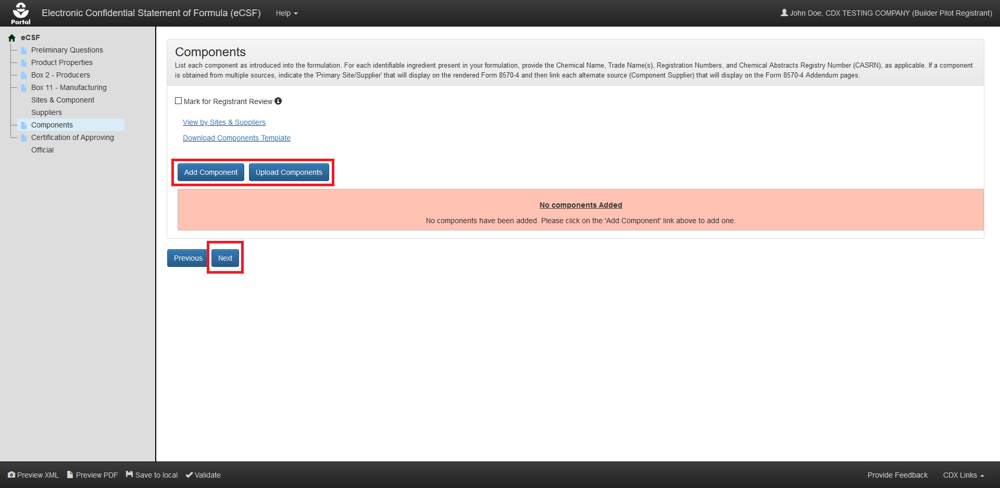 Portal
Electronic Confidential Statement of Formula (eCSF)
Help
John Doe, CDX TESTING COMPANY (Builder Pilot Registrant)
eCSF
Preliminary Questions
Product Properties
Box 2 - Producers
Box 11 - Manufacturing
Sites & Component
Suppliers
Components
Certification of Approving
Official
Components
List each component as introduced into the formulation. For each identifiable ingredient present in your formulation, provide the Chemical Name, Trade Name(s), Registration Numbers, and Chemical Abstracts Registry Number (CASRN), as applicable. If a component
is obtained from multiple sources, indicate the 'Primary Site/Supplier' that will display on the rendered Form 8570-4 and then link each alternate source (Component Supplier) that will display on the Form 8570-4 Addendum pages.
Mark for Registrant Review
View by Sites & Suppliers
Download Components Template
Add Component
Upload Components
No components Added
No components have been added. Please click on the 'Add Component' link above to add one.
Previous
Next
Preview XML
Preview PDF
Save to local
Validate
Provide Feedback
CDX Links